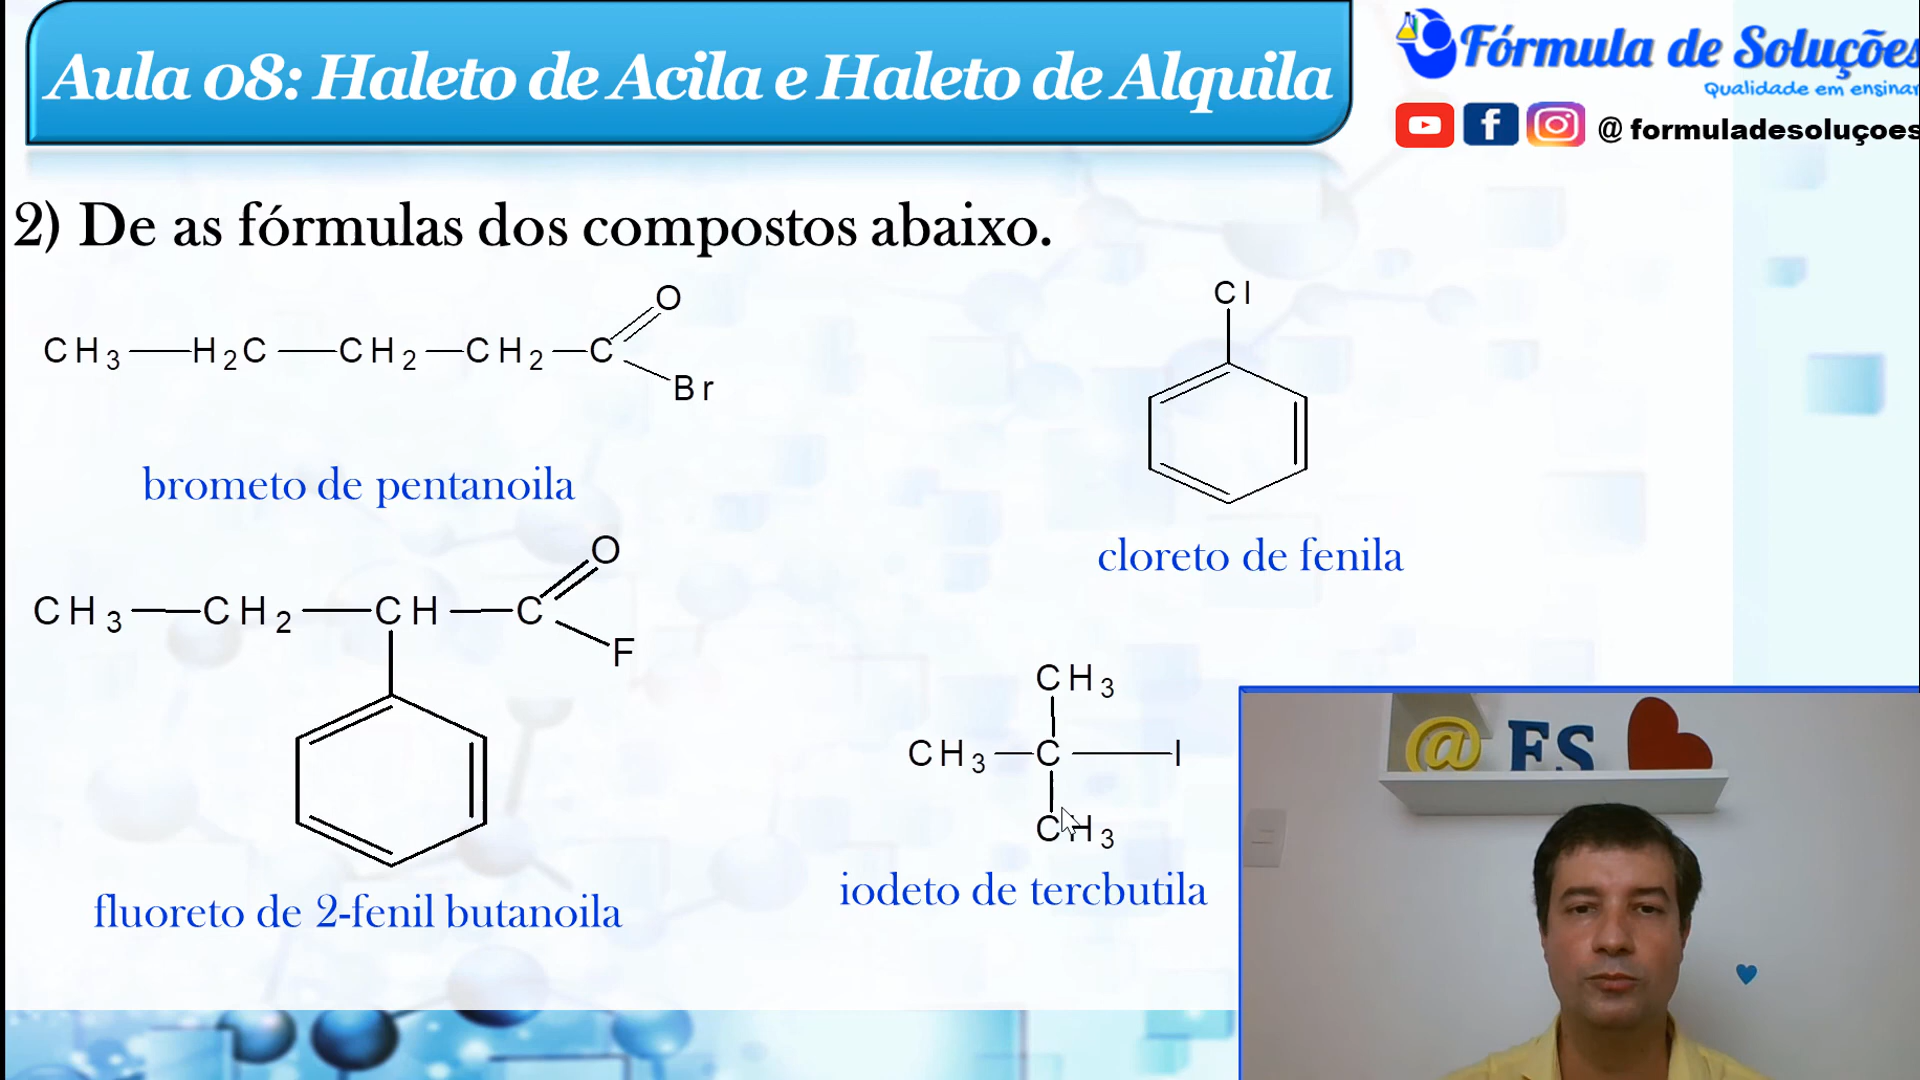 Aula 08: Haleto de Acila e Haleto de Alquila
Fórmula de Soluções
Qualidade em ensinar
@ formuladesoluçoes
2) De as fórmulas dos compostos abaixo.
O
CH3 H2C CH2 CH2 C
Br
brometo de pentanoila
Cl
cloreto de fenila
O
CH3 CH2 CH C
F
fluoreto de 2-fenil butanoila
CH3
CH3 C I
CH3
iodeto de tercbutila
@ FS